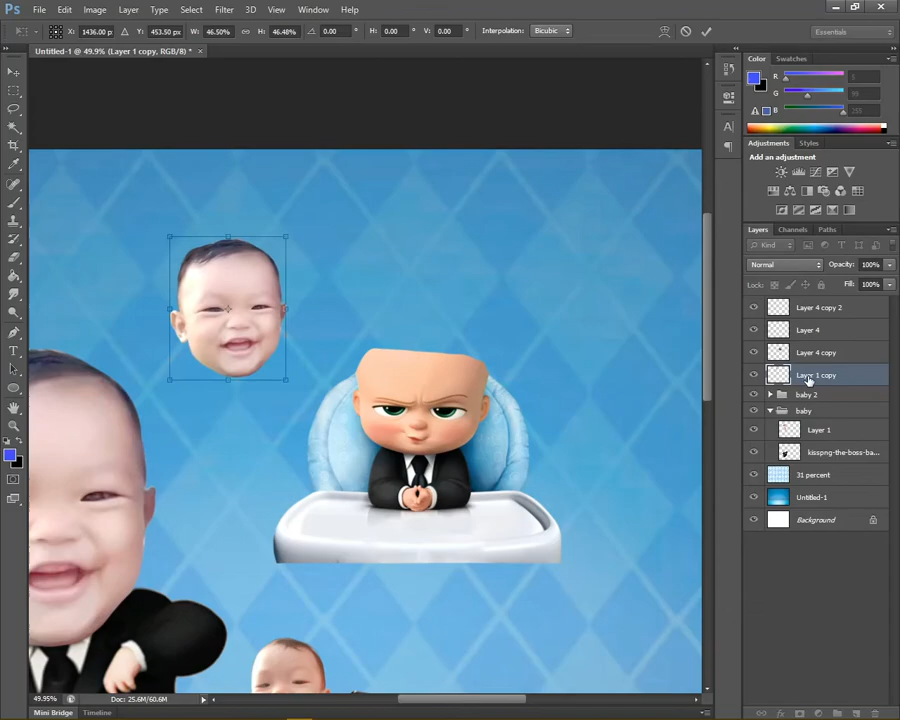 Ps File Edit Image Layer Type Select Filter 3D View Window Help
X: 1436.00 p Y: 453.50 px W: 46.50% H: 46.48% 0.00 ° H: 0.00 ° V: 0.00 ° Interpolation: Bicubic Essentials
Untitled-1 @ 49.9% (Layer 1 copy, RGB/8) * ×
Color Swatches
R
G 99
B 255
Adjustments Styles
Add an adjustment
Layers Channels Paths
Kind
Normal Opacity: 100%
Lock: Fill: 100%
Layer 4 copy 2
Layer 4
Layer 4 copy
Layer 1 copy
baby 2
baby
Layer 1
kisspng-the-boss-ba...
31 percent
Untitled-1
Background
49.95% Doc: 25.6M/60.6M
Mini Bridge Timeline